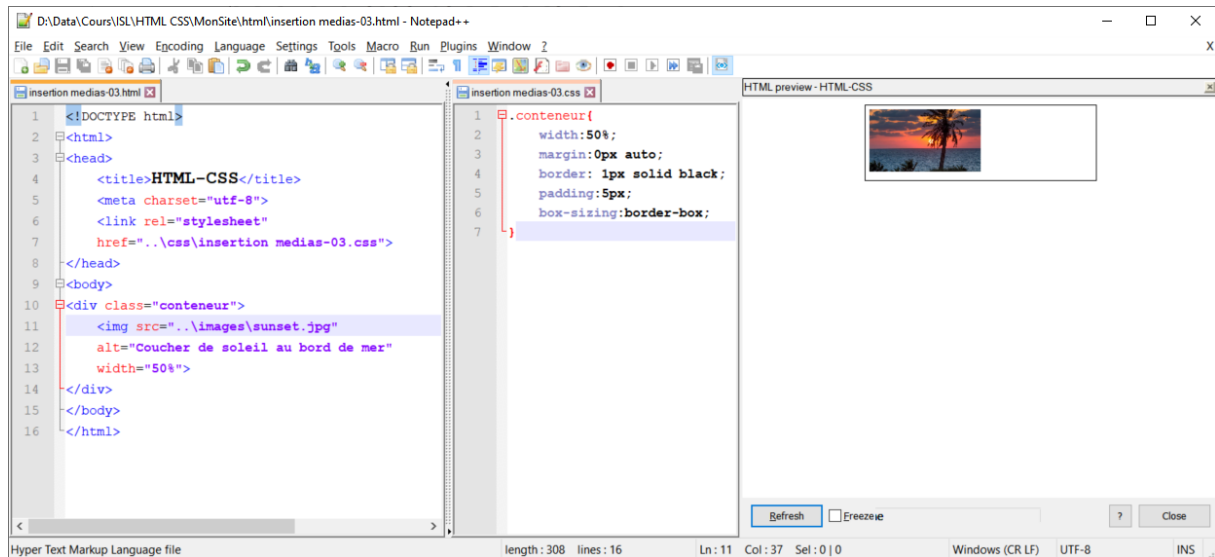 D:\Data\Cours\ISL\HTML CSS\MonSite\html\insertion medias-03.html - Notepad++
File Edit Search View Encoding Language Settings Tools Macro Run Plugins Window ? X
insertion medias-03.html
1 <!DOCTYPE html>
2 <html>
3 <head>
4 <title>HTML-CSS</title>
5 <meta charset="utf-8">
6 <link rel="stylesheet"
7 href="..\css\insertion medias-03.css">
8 </head>
9 <body>
10 <div class="conteneur">
11 <img src="..\images\sunset.jpg"
12 alt="Coucher de soleil au bord de mer"
13 width="50%">
14 </div>
15 </body>
16 </html>
insertion medias-03.css
1 .conteneur{
2 width:50%;
3 margin:0px auto;
4 border: 1px solid black;
5 padding:5px;
6 box-sizing:border-box;
7 }
HTML preview - HTML-CSS
Refresh Freeze ? Close
Hyper Text Markup Language file length : 308 lines : 16 Ln : 11 Col : 37 Sel : 0 | 0 Windows (CR LF) UTF-8 INS